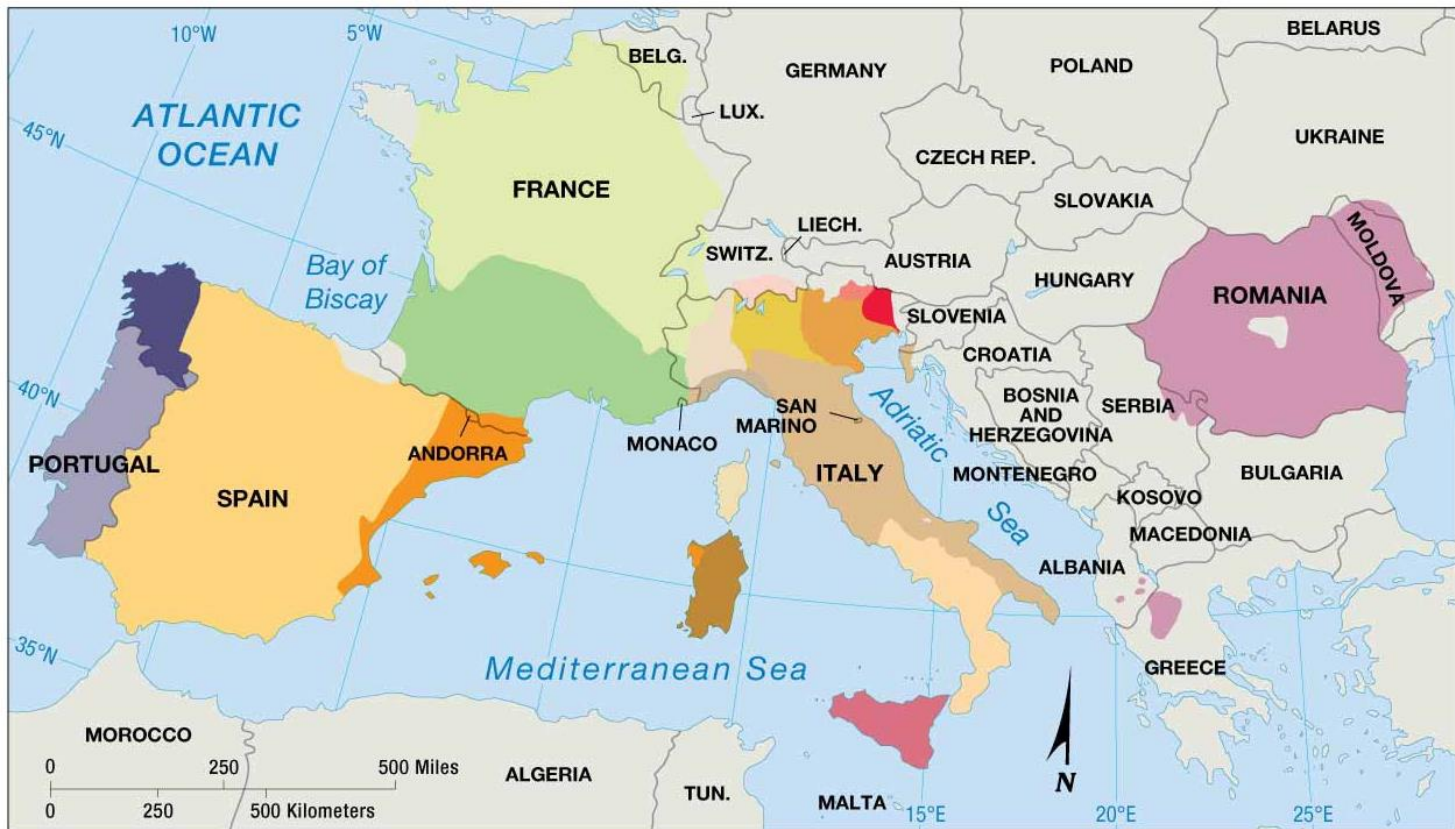 10°W
5°W
BELARUS
BELG.
GERMANY
POLAND
ATLANTIC
OCEAN
LUX.
45°N
UKRAINE
CZECH REP.
FRANCE
SLOVAKIA
LIECH.
MOLDOVA
SWITZ.
AUSTRIA
Bay of
Biscay
HUNGARY
ROMANIA
SLOVENIA
CROATIA
40°N
BOSNIA
AND
HERZEGOVINA
SERBIA
SAN
MARINO
Adriatic
Sea
MONACO
ANDORRA
PORTUGAL
SPAIN
ITALY
MONTENEGRO
BULGARIA
KOSOVO
MACEDONIA
ALBANIA
35°N
Mediterranean Sea
GREECE
MOROCCO
0 250 500 Miles
0 250 500 Kilometers
ALGERIA
TUN.
MALTA
N
15°E
20°E
25°E